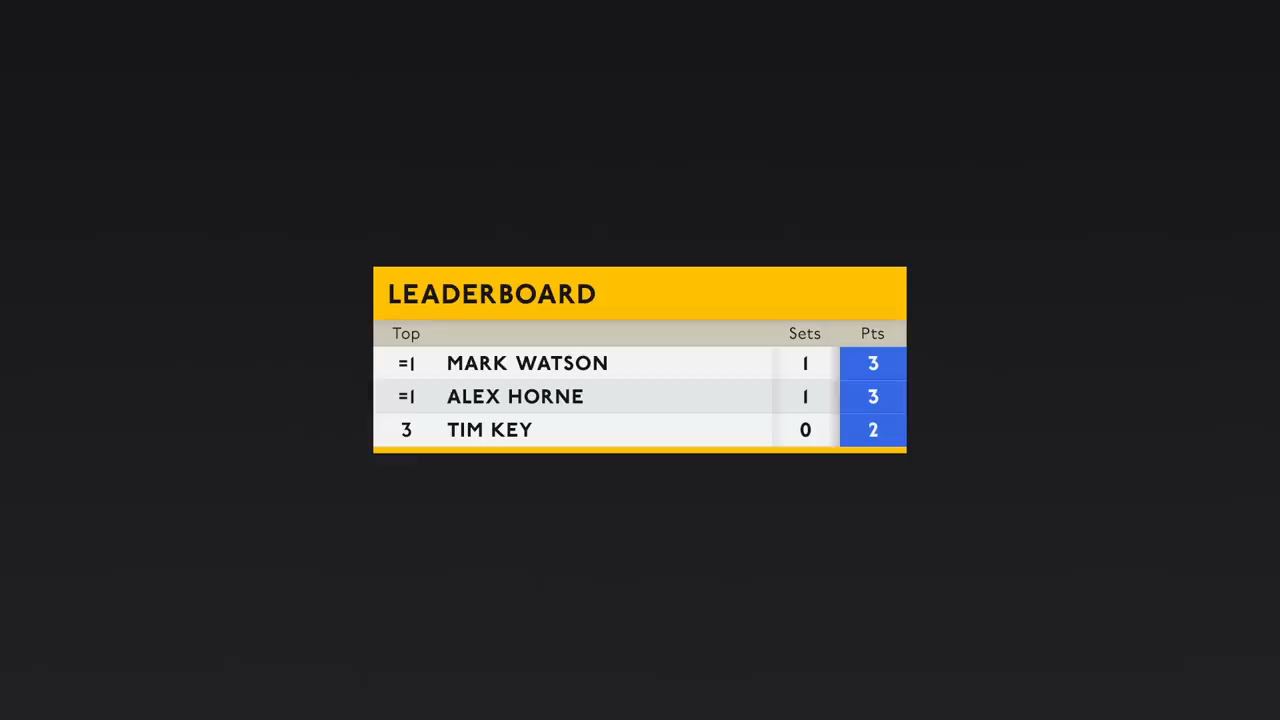 LEADERBOARD
Top Sets Pts
=1 MARK WATSON 1 3
=1 ALEX HORNE 1 3
3 TIM KEY 0 2